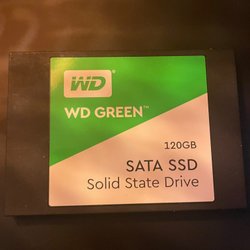 WD
WD GREEN™
120GB
SATA SSD
Solid State Drive